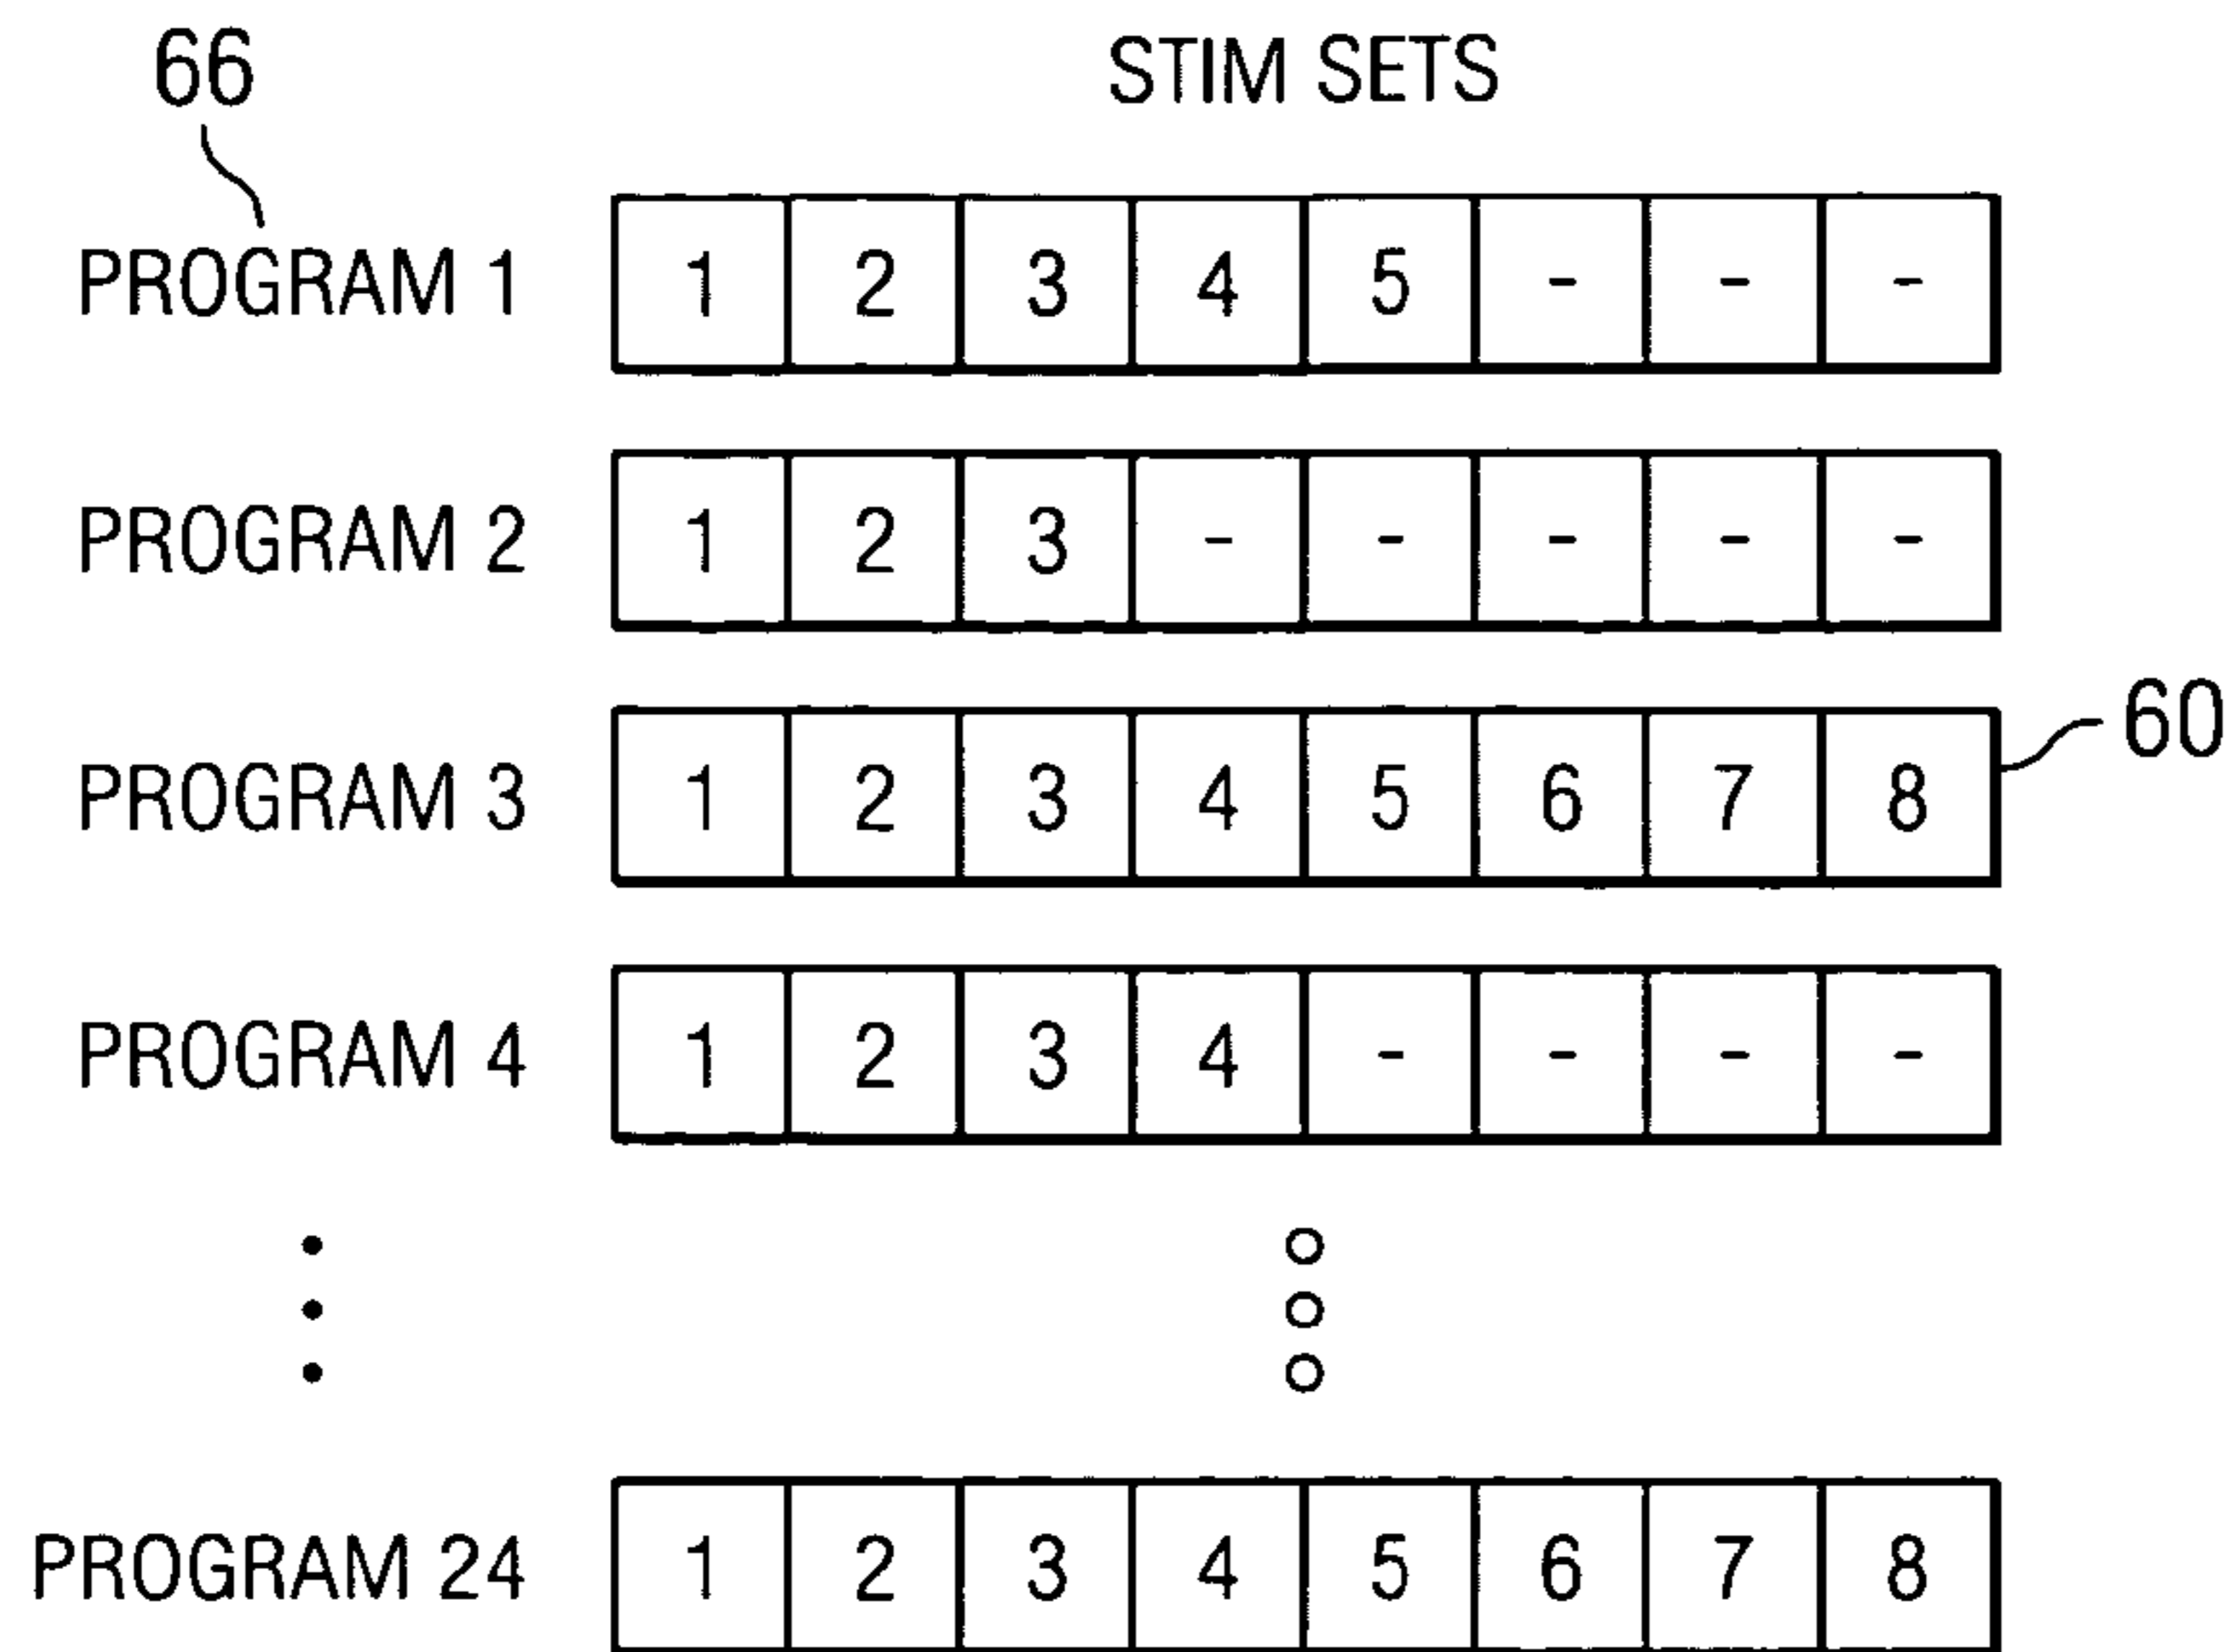 66
STIM SETS
PROGRAM 1 1 2 3 4 5 - - -
PROGRAM 2 1 2 3 - - - - -
60
PROGRAM 3 1 2 3 4 5 6 7 8
PROGRAM 4 1 2 3 4 - - - -
PROGRAM 24 1 2 3 4 5 6 7 8